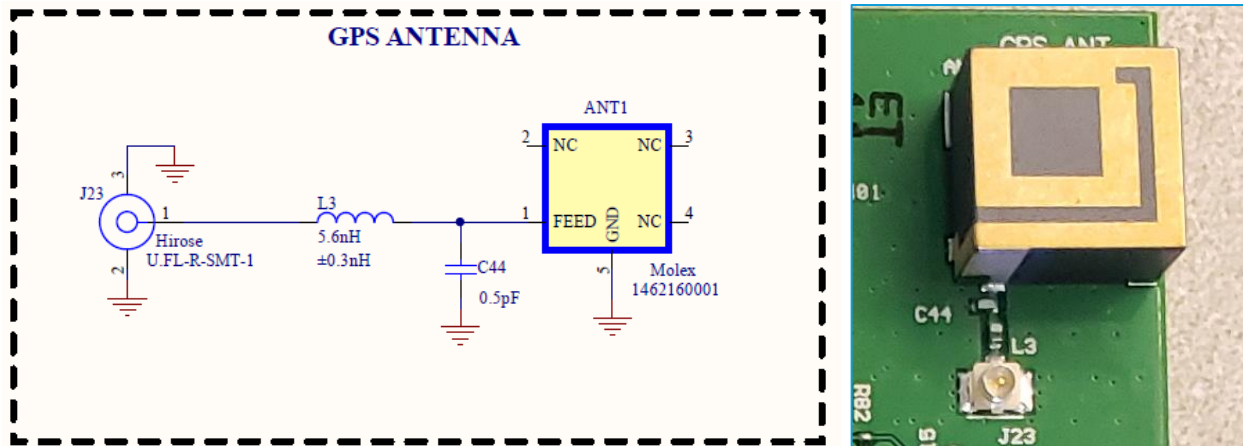 GPS ANTENNA
ANT1
2
NC
NC
3
3
J23
1
L3
1
FEED
GND
NC
4
Hirose
U.FL-R-SMT-1
5.6nH
±0.3nH
2
C44
0.5pF
5
Molex
1462160001
GPS ANT
C44
L3
RB2
J23